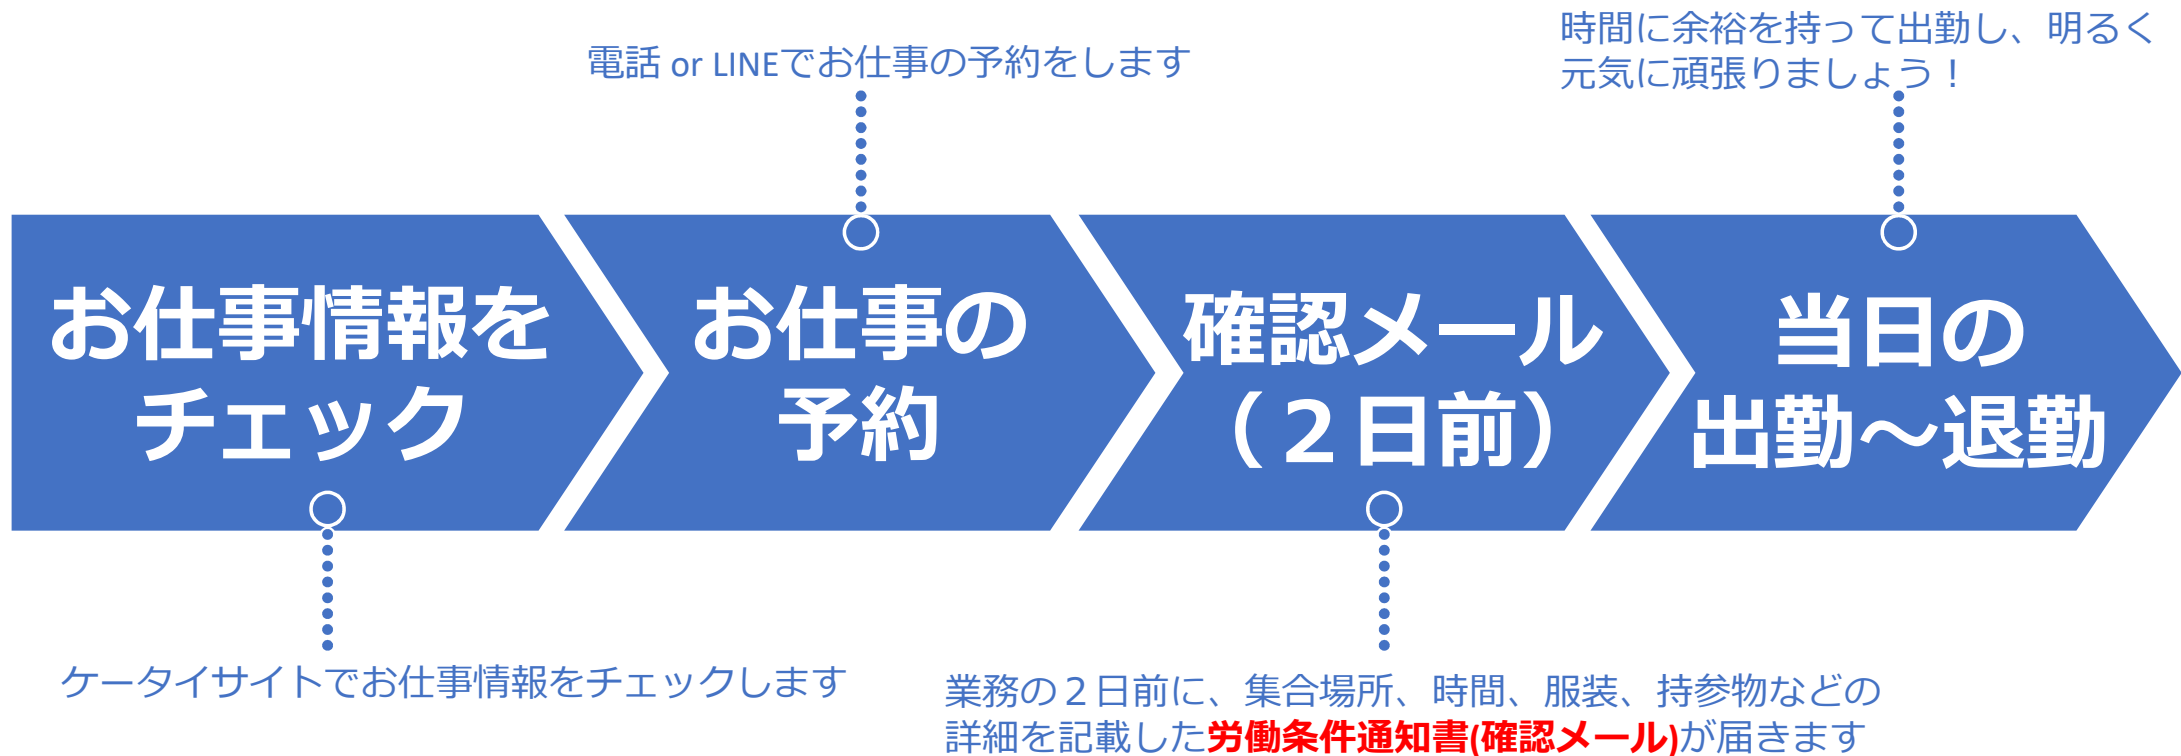 電話 or LINEでお仕事の予約をします
時間に余裕を持って出勤し、明るく
元気に頑張りましょう！
お仕事情報を
チェック
お仕事の
予約
確認メール
（２日前）
当日の
出勤～退勤
ケータイサイトでお仕事情報をチェックします
業務の２日前に、集合場所、時間、服装、持参物などの
詳細を記載した労働条件通知書(確認メール)が届きます